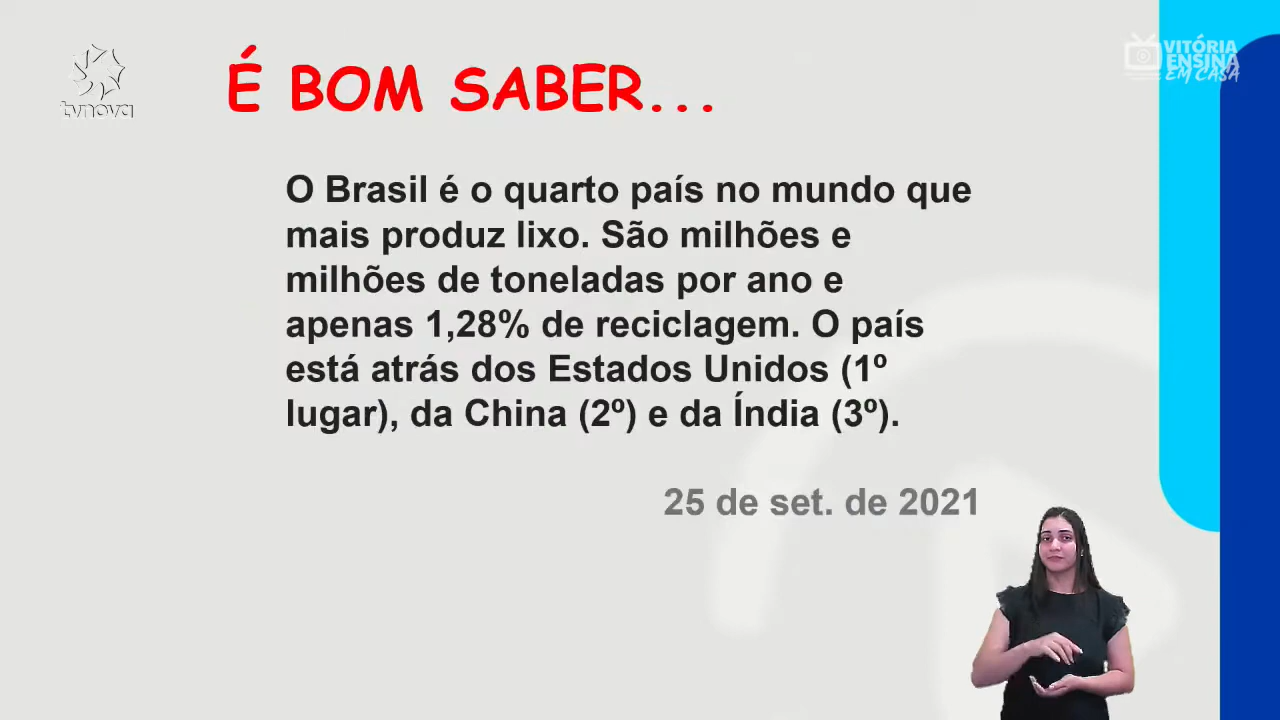 É BOM SABER...
tvnova
VITÓRIA
ENSINA
EM CASA
O Brasil é o quarto país no mundo que
mais produz lixo. São milhões e
milhões de toneladas por ano e
apenas 1,28% de reciclagem. O país
está atrás dos Estados Unidos (1º
lugar), da China (2º) e da Índia (3º).
25 de set. de 2021